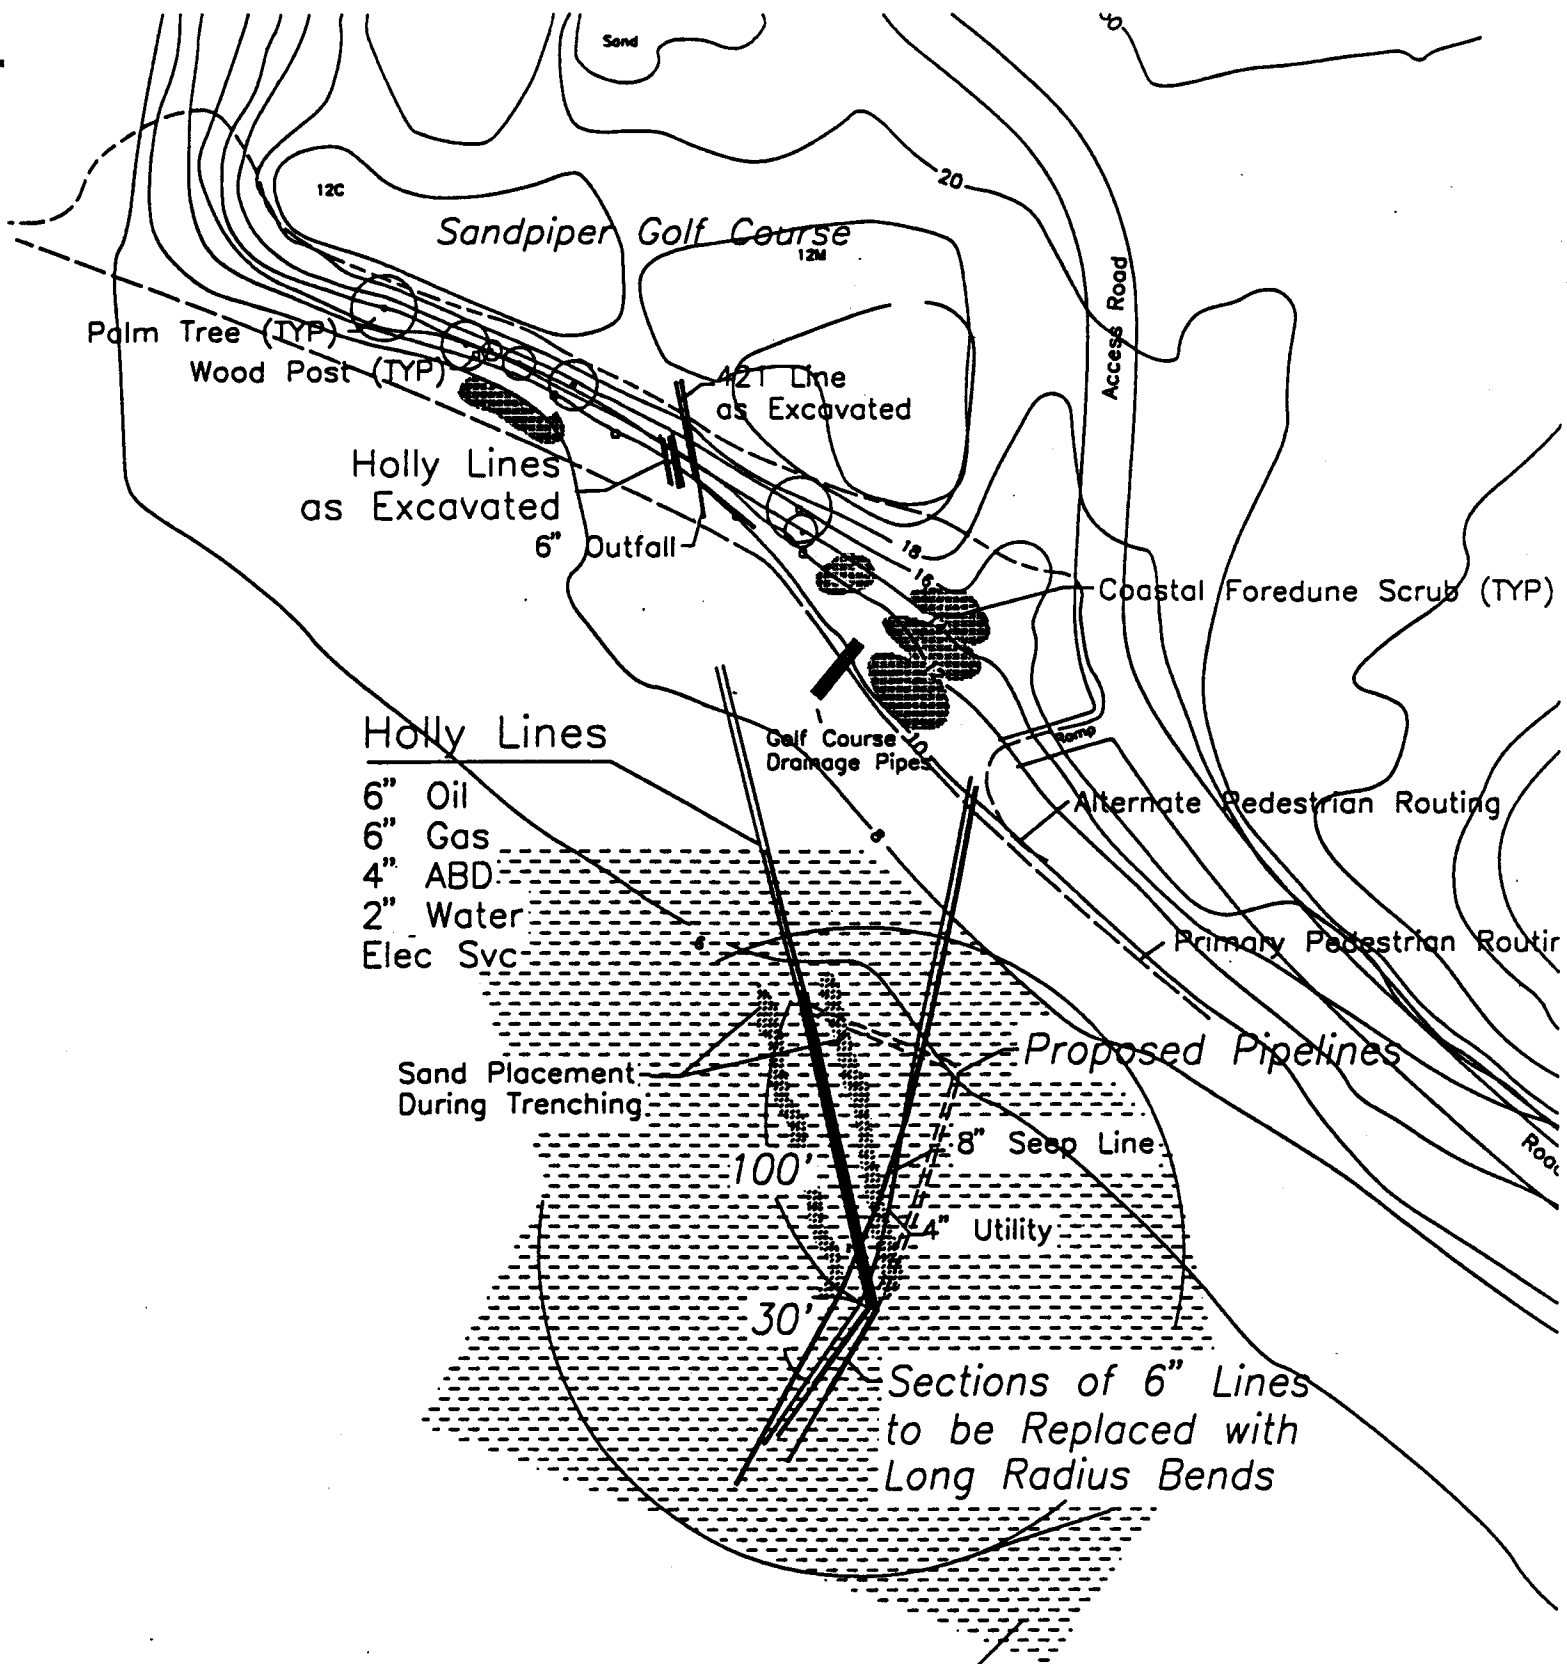 Sand
20
12C
Sandpiper Golf Course
12M
Access Road
Palm Tree (TYP)
Wood Post (TYP)
421 Line
as Excavated
Holly Lines
as Excavated
6" Outfall
18
16
Coastal Foredune Scrub (TYP)
Holly Lines
6" Oil
6" Gas
4" ABD
2" Water
Elec Svc
Golf Course
Drainage Pipes
10
Ramp
Alternate Pedestrian Routing
8
6
Primary Pedestrian Routin
Proposed Pipelines
Sand Placement
During Trenching
8" Seep Line
Road
100'
4" Utility
30'
Sections of 6" Lines
to be Replaced with
Long Radius Bends